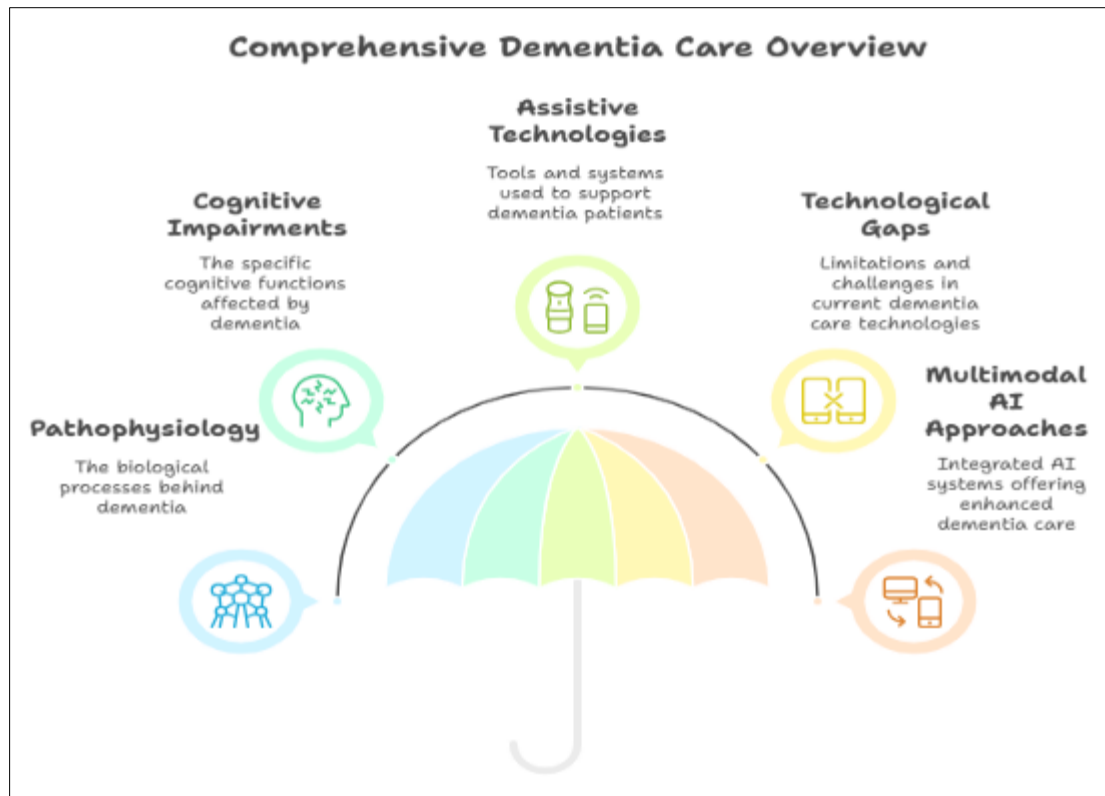 Comprehensive Dementia Care Overview
Pathophysiology
The biological
processes behind
dementia
Cognitive
Impairments
The specific
cognitive functions
affected by
dementia
Assistive
Technologies
Tools and systems
used to support
dementia patients
Technological
Gaps
Limitations and
challenges in
current dementia
care technologies
Multimodal
AI
Approaches
Integrated AI
systems offering
enhanced
dementia care